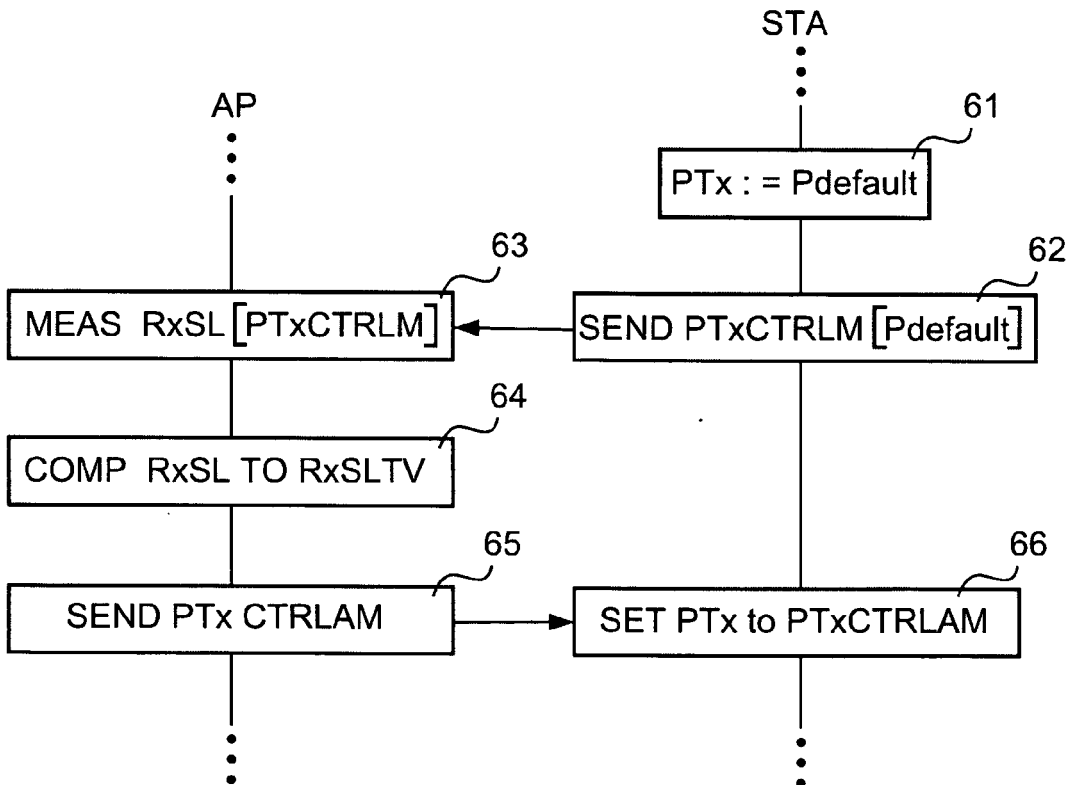 STA
AP
61
PTx : = Pdefault
63
62
MEAS RxSL [PTxCTRLM]
SEND PTxCTRLM [Pdefault]
64
COMP RxSL TO RxSLTV
65
66
SEND PTx CTRLAM
SET PTx to PTxCTRLAM